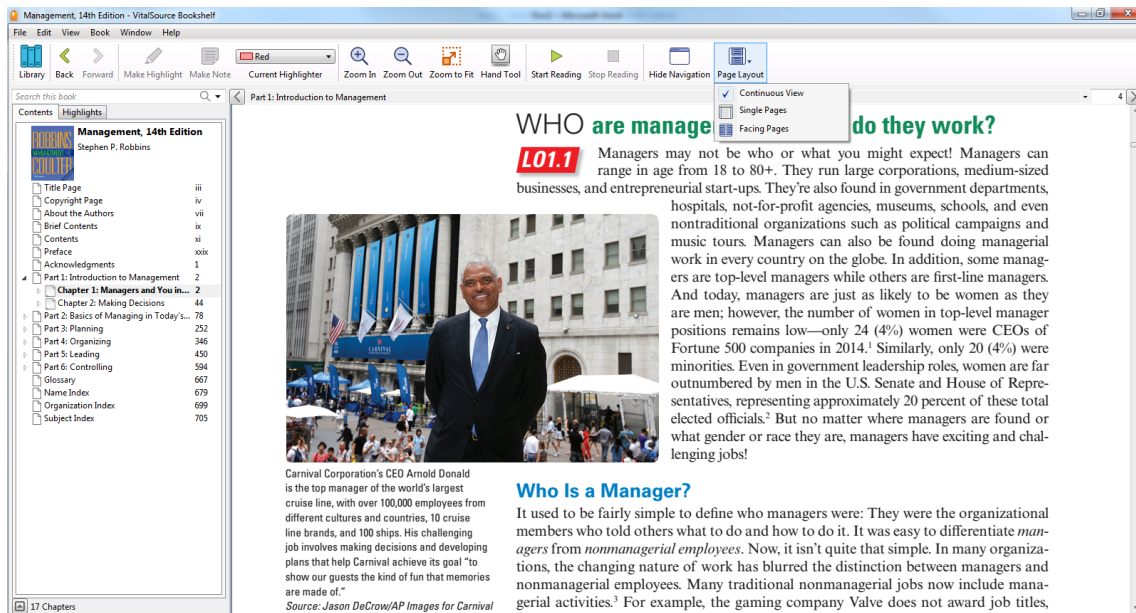 Management, 14th Edition - VitalSource Bookshelf
File Edit View Book Window Help
Library Back Forward Make Highlight Make Note Red Current Highlighter Zoom In Zoom Out Zoom to Fit Hand Tool Start Reading Stop Reading Hide Navigation Page Layout
Continuous View
Single Pages
Facing Pages
Search this book
Part 1: Introduction to Management 4
Contents Highlights
ROBBINS
MANAGEMENT
COULTER
Management, 14th Edition
Stephen P. Robbins
Title Page iii
Copyright Page iv
About the Authors vii
Brief Contents ix
Contents xi
Preface xxix
Acknowledgments 1
Part 1: Introduction to Management 2
Chapter 1: Managers and You in... 2
Chapter 2: Making Decisions 44
Part 2: Basics of Managing in Today's... 78
Part 3: Planning 252
Part 4: Organizing 346
Part 5: Leading 450
Part 6: Controlling 594
Glossary 667
Name Index 679
Organization Index 699
Subject Index 705
17 Chapters
WHO are manag do they work?
LO1.1 Managers may not be who or what you might expect! Managers can
range in age from 18 to 80+. They run large corporations, medium-sized
businesses, and entrepreneurial start-ups. They're also found in government departments,
hospitals, not-for-profit agencies, museums, schools, and even
nontraditional organizations such as political campaigns and
music tours. Managers can also be found doing managerial
work in every country on the globe. In addition, some manag-
ers are top-level managers while others are first-line managers.
And today, managers are just as likely to be women as they
are men; however, the number of women in top-level manager
positions remains low—only 24 (4%) women were CEOs of
Fortune 500 companies in 2014.¹ Similarly, only 20 (4%) were
minorities. Even in government leadership roles, women are far
outnumbered by men in the U.S. Senate and House of Repre-
sentatives, representing approximately 20 percent of these total
elected officials.² But no matter where managers are found or
what gender or race they are, managers have exciting and chal-
lenging jobs!
CARNIVAL
Carnival Corporation's CEO Arnold Donald
is the top manager of the world's largest
cruise line, with over 100,000 employees from
different cultures and countries, 10 cruise
line brands, and 100 ships. His challenging
job involves making decisions and developing
plans that help Carnival achieve its goal "to
show our guests the kind of fun that memories
are made of."
Source: Jason DeCrow/AP Images for Carnival
Who Is a Manager?
It used to be fairly simple to define who managers were: They were the organizational
members who told others what to do and how to do it. It was easy to differentiate man-
agers from nonmanagerial employees. Now, it isn't quite that simple. In many organiza-
tions, the changing nature of work has blurred the distinction between managers and
nonmanagerial employees. Many traditional nonmanagerial jobs now include mana-
gerial activities.³ For example, the gaming company Valve does not award job titles,